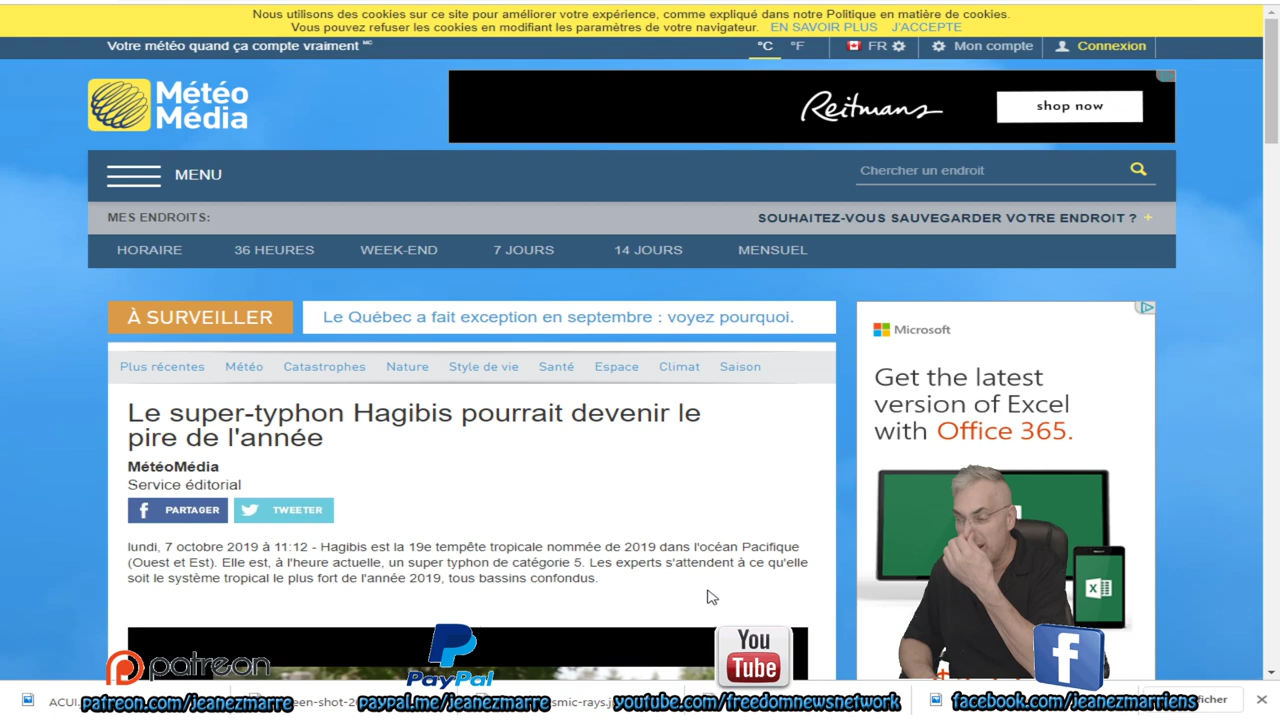 Nous utilisons des cookies sur ce site pour améliorer votre expérience, comme expliqué dans notre Politique en matière de cookies.
Vous pouvez refuser les cookies en modifiant les paramètres de votre navigateur. EN SAVOIR PLUS J'ACCEPTE
Votre météo quand ça compte vraiment MC
°C °F FR Mon compte Connexion
Météo
Média
Reitmans shop now
MENU
Chercher un endroit
MES ENDROITS: SOUHAITEZ-VOUS SAUVEGARDER VOTRE ENDROIT ? +
HORAIRE 36 HEURES WEEK-END 7 JOURS 14 JOURS MENSUEL
À SURVEILLER Le Québec a fait exception en septembre : voyez pourquoi.
Plus récentes Météo Catastrophes Nature Style de vie Santé Espace Climat Saison
Le super-typhon Hagibis pourrait devenir le
pire de l'année
MétéoMédia
Service éditorial
f PARTAGER TWEETER
lundi, 7 octobre 2019 à 11:12 - Hagibis est la 19e tempête tropicale nommée de 2019 dans l'océan Pacifique
(Ouest et Est). Elle est, à l'heure actuelle, un super typhon de catégorie 5. Les experts s'attendent à ce qu'elle
soit le système tropical le plus fort de l'année 2019, tous bassins confondus.
Microsoft
Get the latest
version of Excel
with Office 365.
patreon
PayPal
You
Tube
f
patreon.com/jeanezmarre
paypal.me/jeanezmarre
youtube.com/freedomnewsnetwork
facebook.com/jeanezmarriens